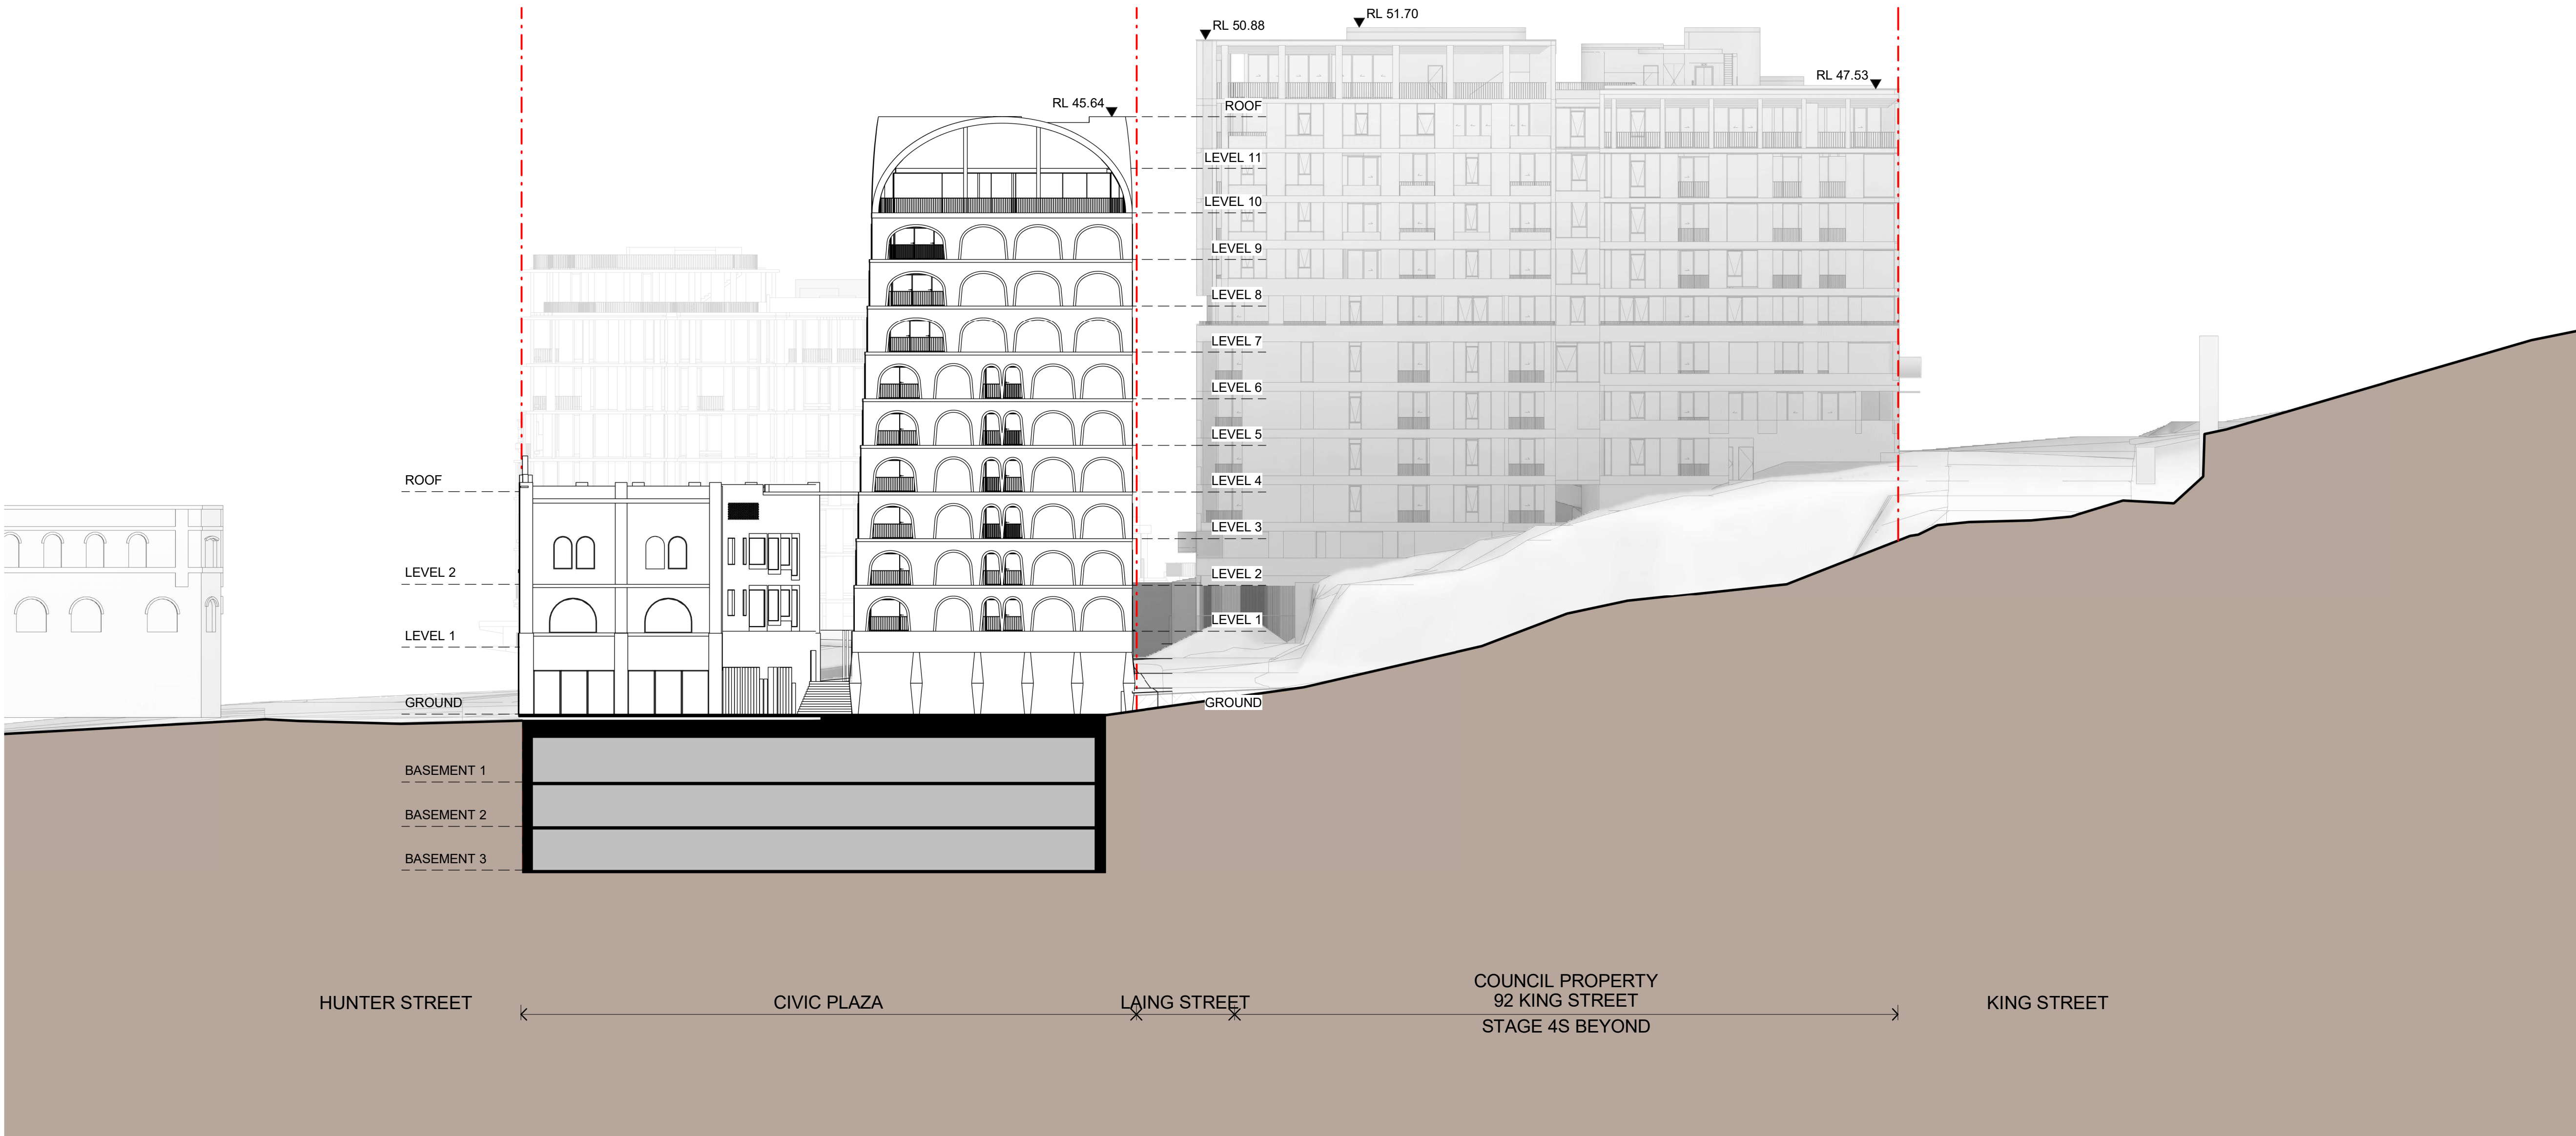 RL 51.70
RL 50.88
RL 47.53
RL 45.64
ROOF
LEVEL 11
LEVEL 10
LEVEL 9
LEVEL 8
LEVEL 7
LEVEL 6
LEVEL 5
LEVEL 4
LEVEL 3
LEVEL 2
LEVEL 1
GROUND
ROOF
LEVEL 2
LEVEL 1
GROUND
BASEMENT 1
BASEMENT 2
BASEMENT 3
HUNTER STREET
CIVIC PLAZA
LAING STREET
COUNCIL PROPERTY
92 KING STREET
STAGE 4S BEYOND
KING STREET